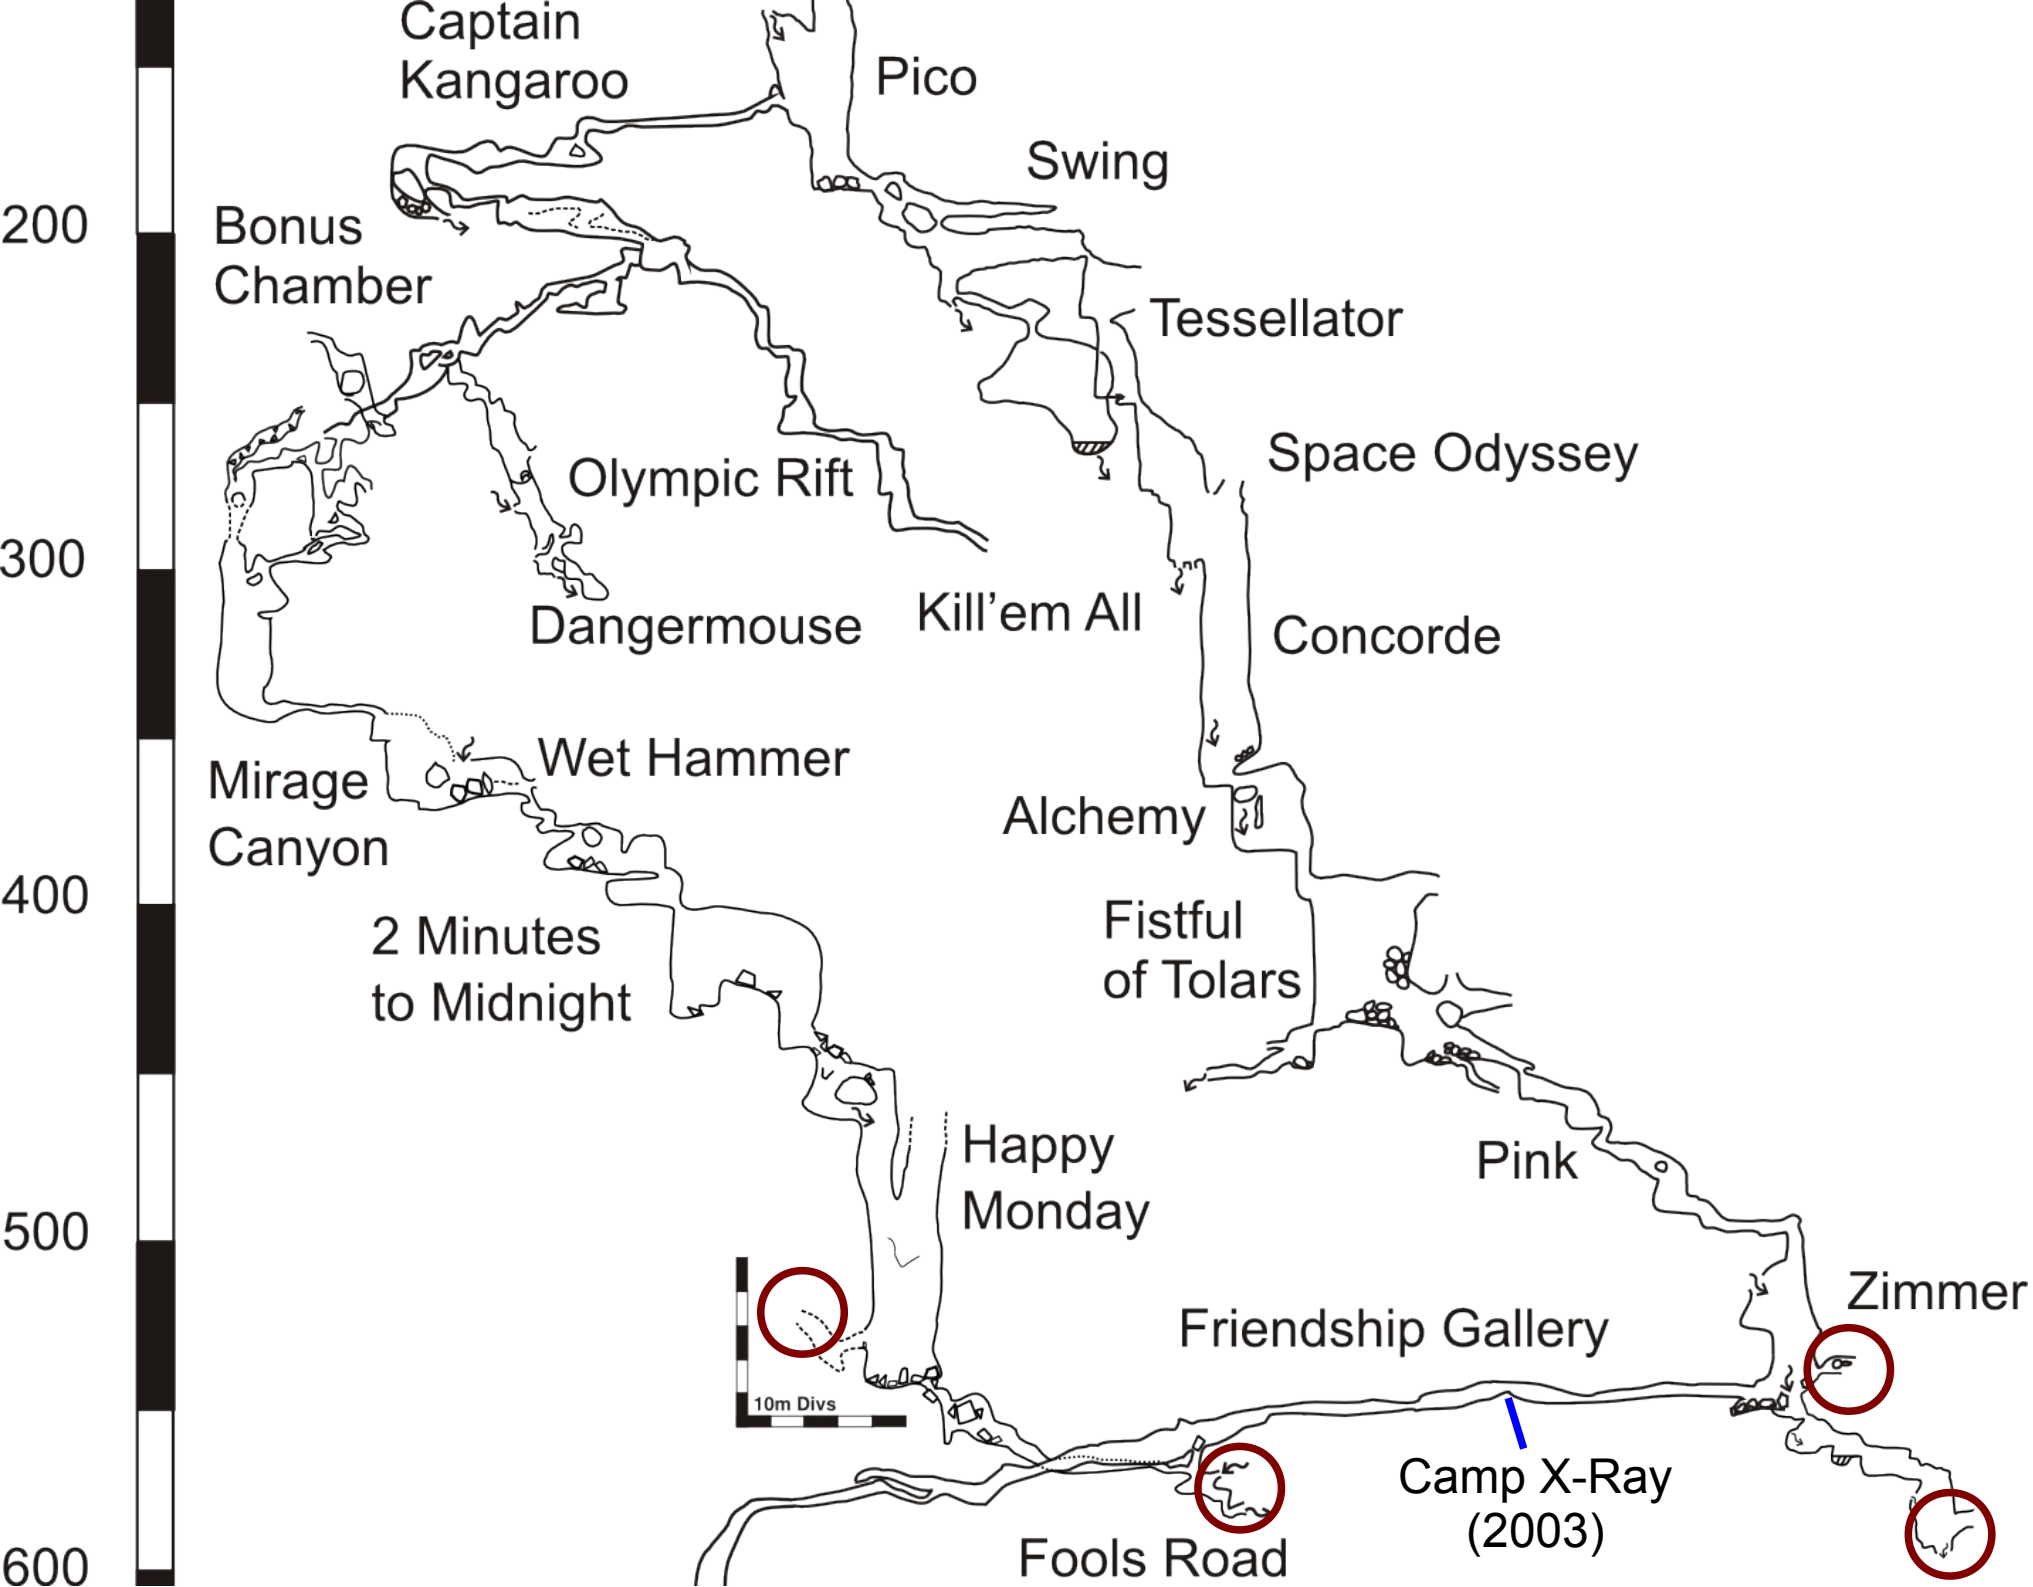 Captain
Kangaroo
Pico
Swing
200
Bonus
Chamber
Tessellator
Space Odyssey
Olympic Rift
300
Kill'em All
Dangermouse
Concorde
Wet Hammer
Mirage
Canyon
Alchemy
400
2 Minutes
to Midnight
Fistful
of Tolars
Happy
Monday
Pink
500
Zimmer
Friendship Gallery
10m Divs
Camp X-Ray
(2003)
Fools Road
600